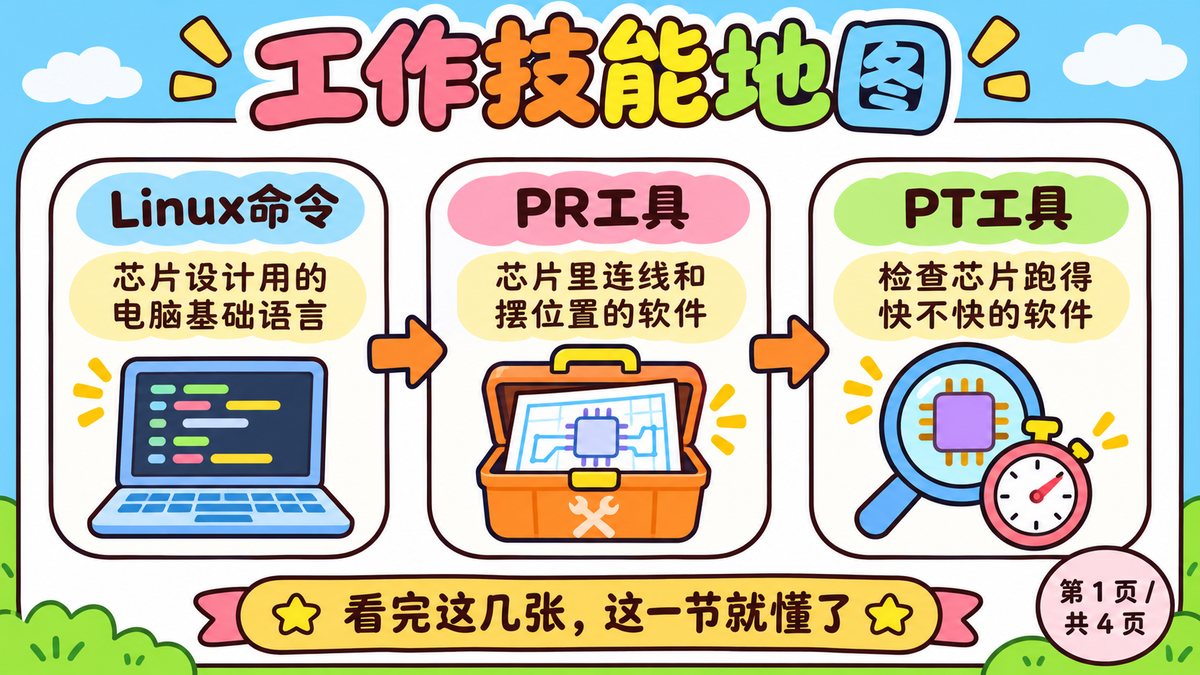 工作技能地图
Linux命令
芯片设计用的
电脑基础语言
PR工具
芯片里连线和
摆位置的软件
PT工具
检查芯片跑得
快不快的软件
看完这几张，这一节就懂了
第1页/
共4页